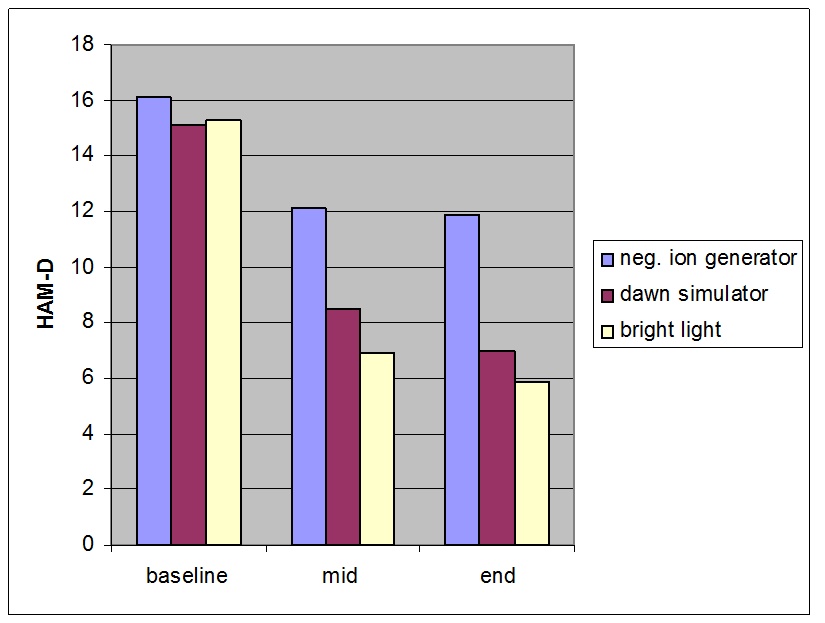 18
16
14
12
10
8
6
4
2
0
HAM-D
baseline mid end
neg. ion generator
dawn simulator
bright light